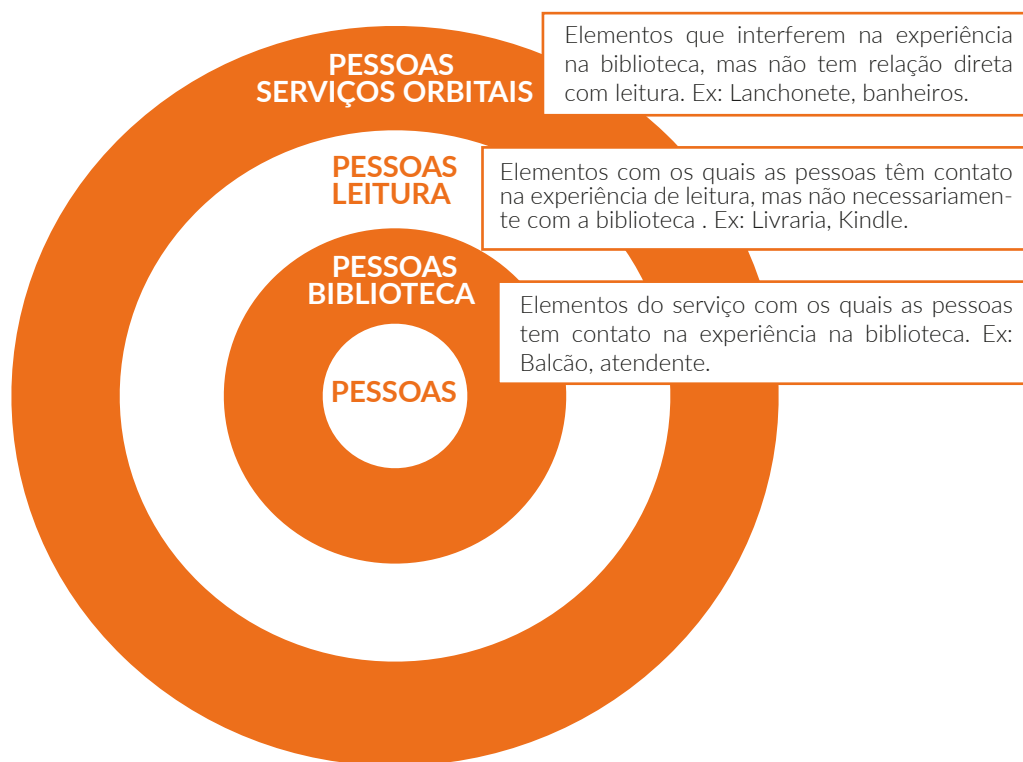 PESSOAS
SERVIÇOS ORBITAIS
Elementos que interferem na experiência
na biblioteca, mas não tem relação direta
com leitura. Ex: Lanchonete, banheiros.
PESSOAS
LEITURA
Elementos com os quais as pessoas têm contato
na experiência de leitura, mas não necessariamen-
te com a biblioteca . Ex: Livraria, Kindle.
PESSOAS
BIBLIOTECA
Elementos do serviço com os quais as pessoas
tem contato na experiência na biblioteca. Ex:
Balcão, atendente.
PESSOAS